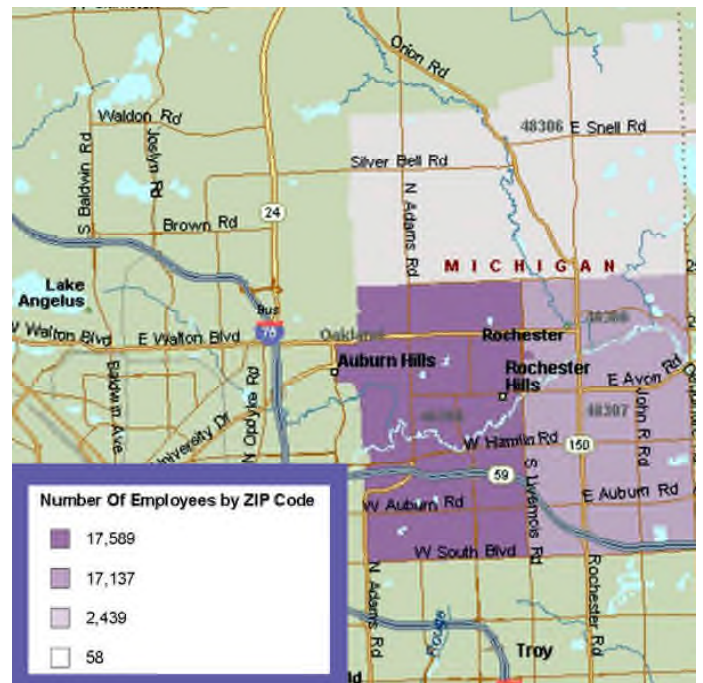 Orion Rd
Waldon Rd
Joslyn Rd
S Baldwin Rd
48306
E Snell Rd
Silver Bell Rd
N Adams Rd
24
Brown Rd
MICHIGAN
Lake
Angelus
Bus
75
W Walton Blvd
E Walton Blvd
Oakland
Rochester
Auburn Hills
Rochester
Hills
E Avon Rd
Baldwin Ave
University Dr
N Opdyke Rd
48307
John R Rd
W Hamlin Rd
150
59
S Livernois Rd
W Auburn Rd
E Auburn Rd
W South Blvd
N Adams Rd
Rochester Rd
Rouge
Troy
Number Of Employees by ZIP Code
17,589
17,137
2,439
58